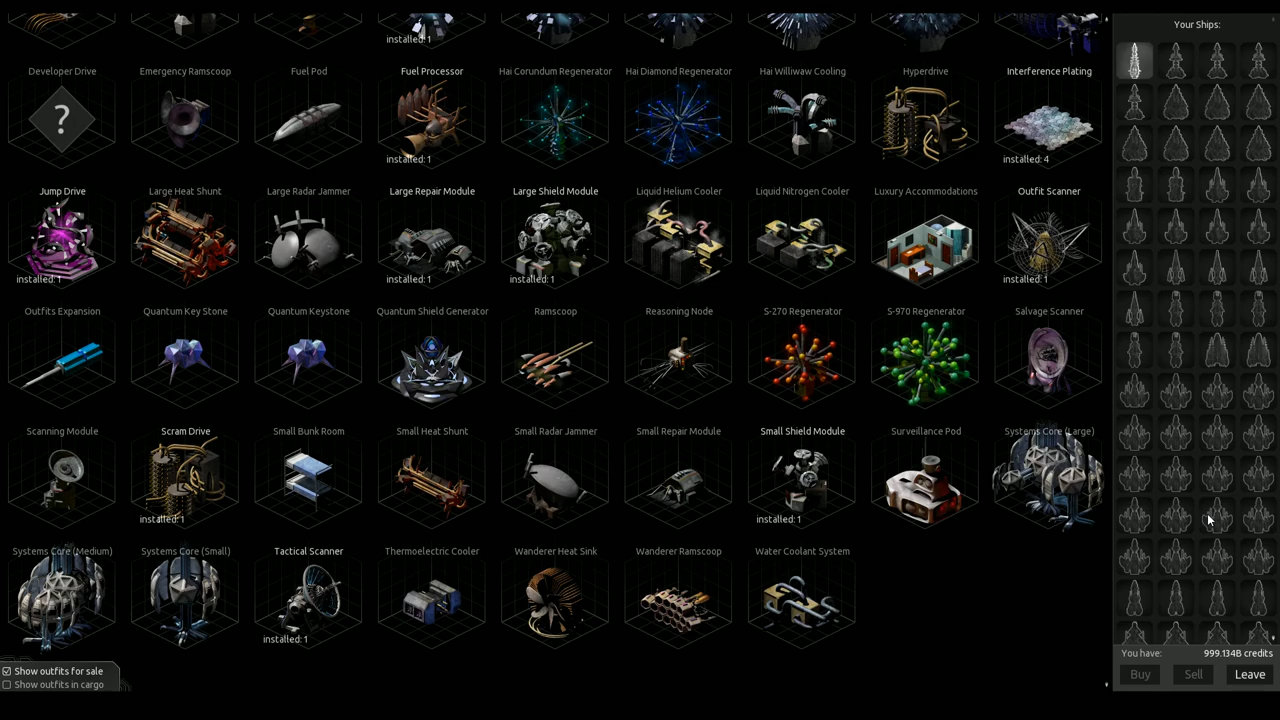 Your Ships:
installed: 1
Developer Drive
Emergency Ramscoop
Fuel Pod
Fuel Processor
Hai Corundum Regenerator
Hai Diamond Regenerator
Hai Williwaw Cooling
Hyperdrive
Interference Plating
?
installed: 1
installed: 4
Jump Drive
Large Heat Shunt
Large Radar Jammer
Large Repair Module
Large Shield Module
Liquid Helium Cooler
Liquid Nitrogen Cooler
Luxury Accommodations
Outfit Scanner
installed: 1
installed: 1
installed: 1
installed: 1
Outfits Expansion
Quantum Key Stone
Quantum Keystone
Quantum Shield Generator
Ramscoop
Reasoning Node
S-270 Regenerator
S-970 Regenerator
Salvage Scanner
Scanning Module
Scram Drive
Small Bunk Room
Small Heat Shunt
Small Radar Jammer
Small Repair Module
Small Shield Module
Surveillance Pod
Systems Core (Large)
installed: 1
installed: 1
Systems Core (Medium)
Systems Core (Small)
Tactical Scanner
Thermoelectric Cooler
Wanderer Heat Sink
Wanderer Ramscoop
Water Coolant System
installed: 1
Show outfits for sale
Show outfits in cargo
You have: 999.134B credits
Buy
Sell
Leave